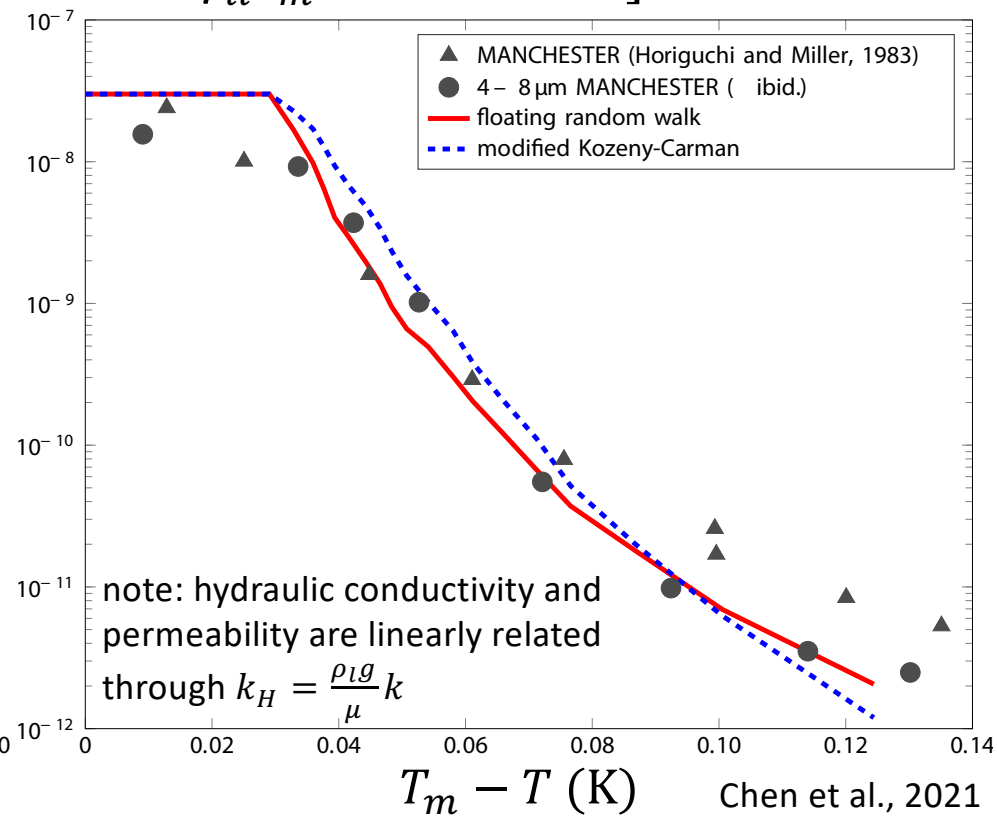 10−7
MANCHESTER (Horiguchi and Miller, 1983)
4 – 8 µm MANCHESTER ( ibid.)
floating random walk
modified Kozeny-Carman
10−8
10−9
10−10
10−11
note: hydraulic conductivity and
permeability are linearly related
through k_H = ρ_l g / μ k
10−12
0 0 0.02 0.04 0.06 0.08 0.10 0.12 0.14
T_m − T (K)
Chen et al., 2021